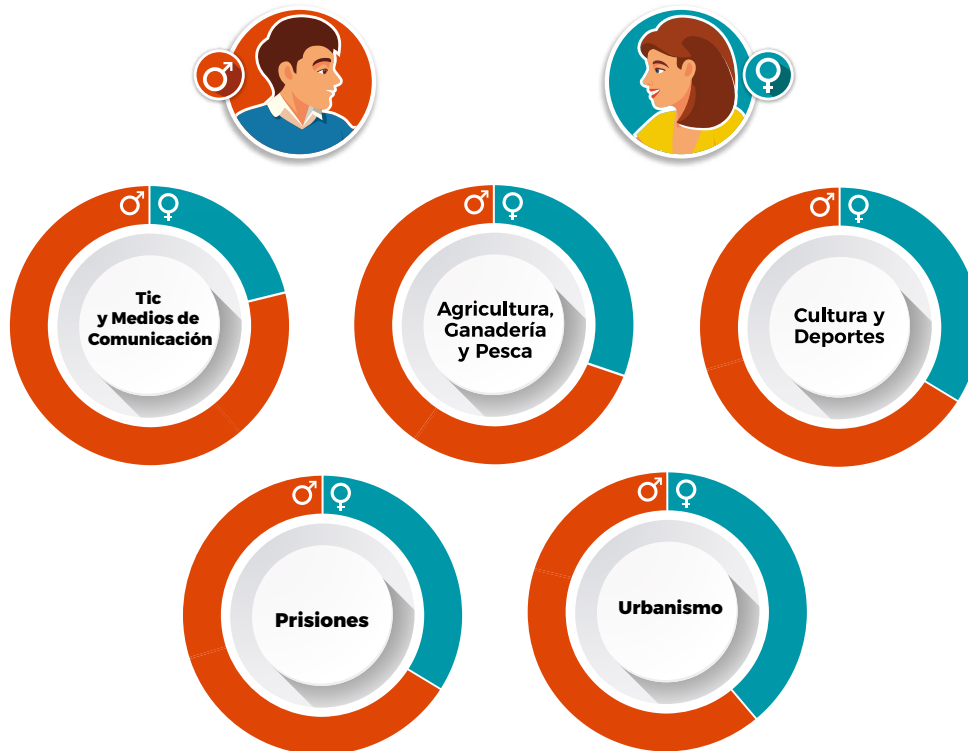 Tic
y Medios de
Comunicación
Agricultura,
Ganadería
y Pesca
Cultura y
Deportes
Prisiones
Urbanismo